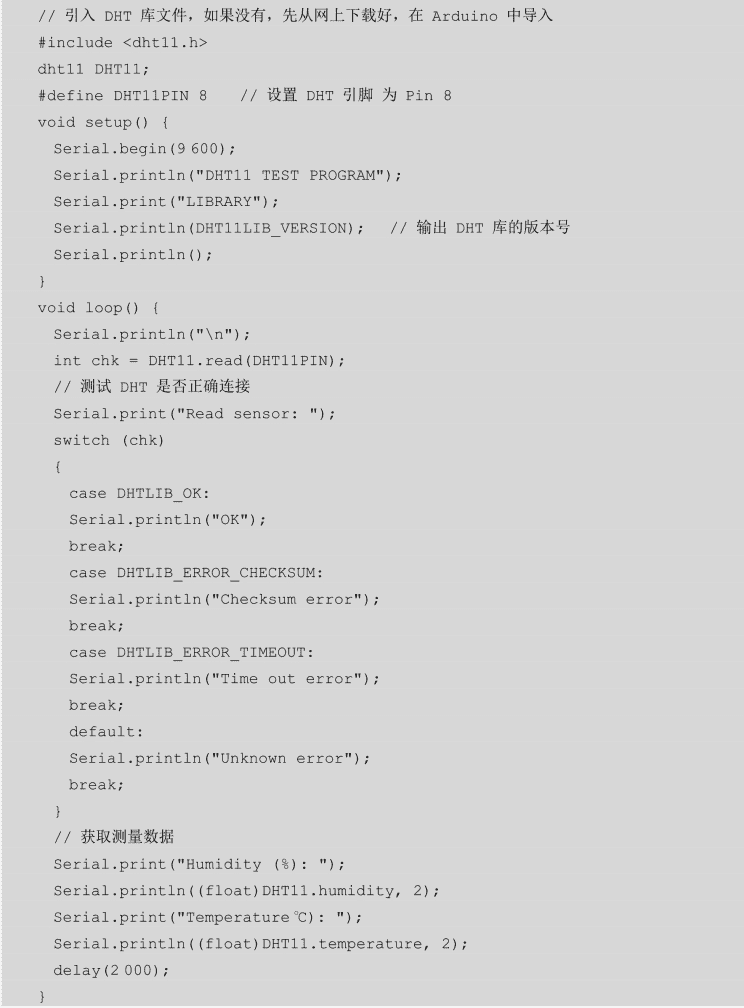 // 引入 DHT 库文件，如果没有，先从网上下载好，在 Arduino 中导入
#include <dht11.h>
dht11 DHT11;
#define DHT11PIN 8    // 设置 DHT 引脚 为 Pin 8
void setup() {
  Serial.begin(9 600);
  Serial.println("DHT11 TEST PROGRAM");
  Serial.print("LIBRARY");
  Serial.println(DHT11LIB_VERSION);   // 输出 DHT 库的版本号
  Serial.println();
}
void loop() {
  Serial.println("\n");
  int chk = DHT11.read(DHT11PIN);
  // 测试 DHT 是否正确连接
  Serial.print("Read sensor: ");
  switch (chk)
  {
    case DHTLIB_OK:
    Serial.println("OK");
    break;
    case DHTLIB_ERROR_CHECKSUM:
    Serial.println("Checksum error");
    break;
    case DHTLIB_ERROR_TIMEOUT:
    Serial.println("Time out error");
    break;
    default:
    Serial.println("Unknown error");
    break;
  }
  // 获取测量数据
  Serial.print("Humidity (%): ");
  Serial.println((float)DHT11.humidity, 2);
  Serial.print("Temperature℃): ");
  Serial.println((float)DHT11.temperature, 2);
  delay(2 000);
}